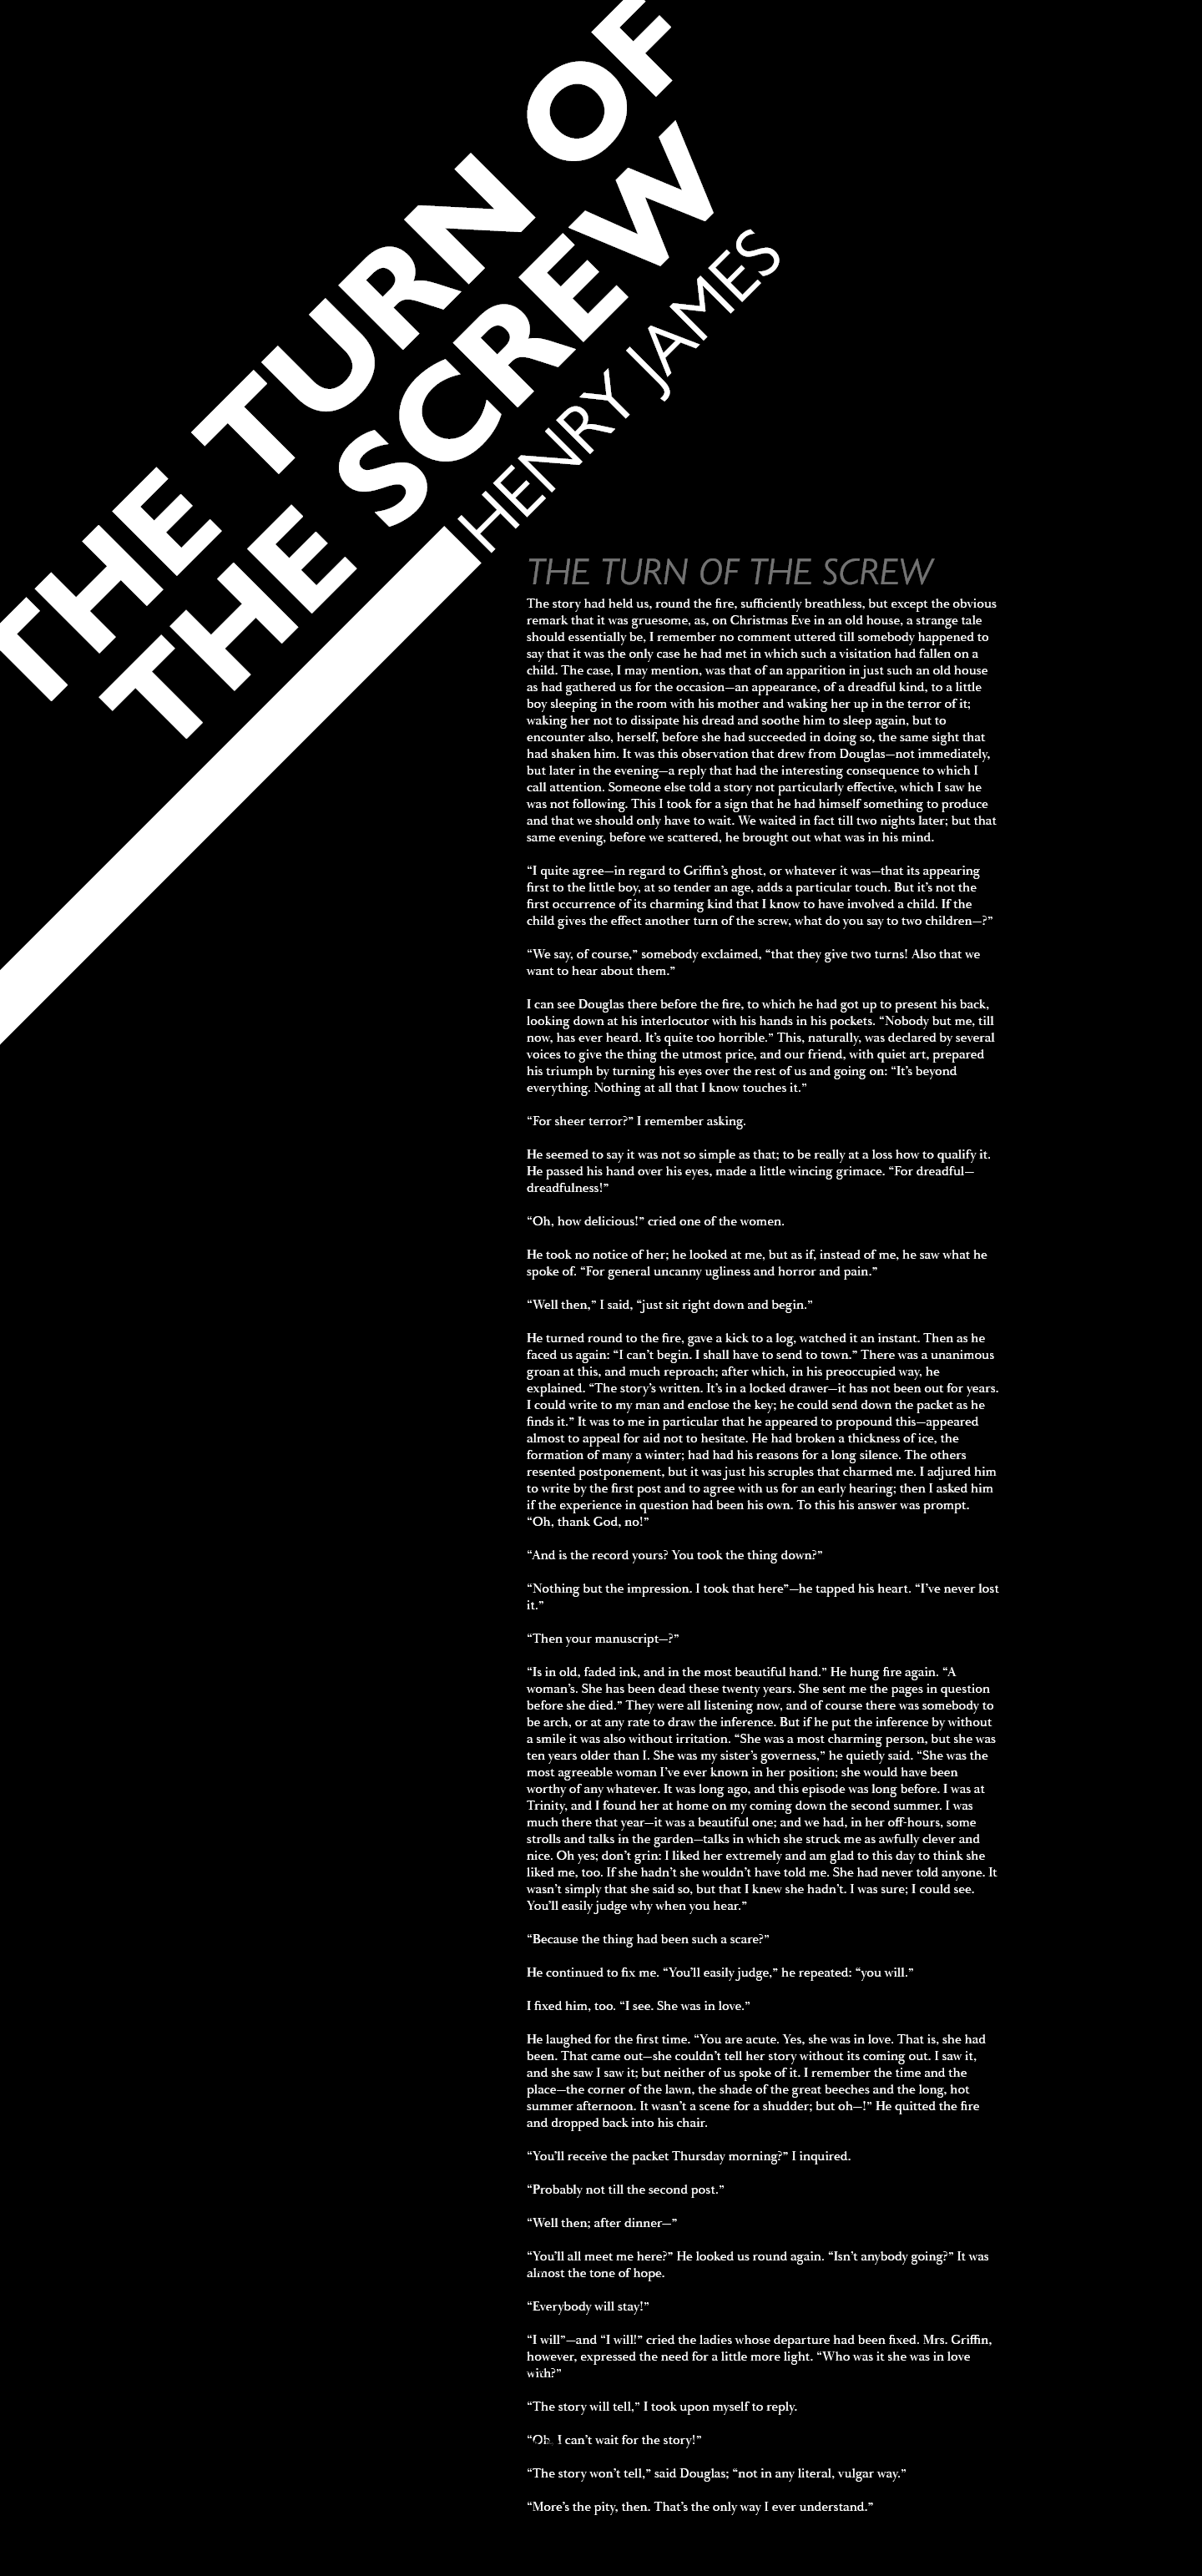 THE TURN OF
THE SCREW
HENRY JAMES
THE TURN OF THE SCREW
The story had held us, round the fire, sufficiently breathless, but except the obvious
remark that it was gruesome, as, on Christmas Eve in an old house, a strange tale
should essentially be, I remember no comment uttered till somebody happened to
say that it was the only case he had met in which such a visitation had fallen on a
child. The case, I may mention, was that of an apparition in just such an old house
as had gathered us for the occasion—an appearance, of a dreadful kind, to a little
boy sleeping in the room with his mother and waking her up in the terror of it;
waking her not to dissipate his dread and soothe him to sleep again, but to
encounter also, herself, before she had succeeded in doing so, the same sight that
had shaken him. It was this observation that drew from Douglas—not immediately,
but later in the evening—a reply that had the interesting consequence to which I
call attention. Someone else told a story not particularly effective, which I saw he
was not following. This I took for a sign that he had himself something to produce
and that we should only have to wait. We waited in fact till two nights later; but that
same evening, before we scattered, he brought out what was in his mind.
“I quite agree—in regard to Griffin’s ghost, or whatever it was—that its appearing
first to the little boy, at so tender an age, adds a particular touch. But it’s not the
first occurrence of its charming kind that I know to have involved a child. If the
child gives the effect another turn of the screw, what do you say to two children—?”
“We say, of course,” somebody exclaimed, “that they give two turns! Also that we
want to hear about them.”
I can see Douglas there before the fire, to which he had got up to present his back,
looking down at his interlocutor with his hands in his pockets. “Nobody but me, till
now, has ever heard. It’s quite too horrible.” This, naturally, was declared by several
voices to give the thing the utmost price, and our friend, with quiet art, prepared
his triumph by turning his eyes over the rest of us and going on: “It’s beyond
everything. Nothing at all that I know touches it.”
“For sheer terror?” I remember asking.
He seemed to say it was not so simple as that; to be really at a loss how to qualify it.
He passed his hand over his eyes, made a little wincing grimace. “For dreadful—
dreadfulness!”
“Oh, how delicious!” cried one of the women.
He took no notice of her; he looked at me, but as if, instead of me, he saw what he
spoke of. “For general uncanny ugliness and horror and pain.”
“Well then,” I said, “just sit right down and begin.”
He turned round to the fire, gave a kick to a log, watched it an instant. Then as he
faced us again: “I can’t begin. I shall have to send to town.” There was a unanimous
groan at this, and much reproach; after which, in his preoccupied way, he
explained. “The story’s written. It’s in a locked drawer—it has not been out for years.
I could write to my man and enclose the key; he could send down the packet as he
finds it.” It was to me in particular that he appeared to propound this—appeared
almost to appeal for aid not to hesitate. He had broken a thickness of ice, the
formation of many a winter; had had his reasons for a long silence. The others
resented postponement, but it was just his scruples that charmed me. I adjured him
to write by the first post and to agree with us for an early hearing; then I asked him
if the experience in question had been his own. To this his answer was prompt.
“Oh, thank God, no!”
“And is the record yours? You took the thing down?”
“Nothing but the impression. I took that here”—he tapped his heart. “I’ve never lost
it.”
“Then your manuscript—?”
“Is in old, faded ink, and in the most beautiful hand.” He hung fire again. “A
woman’s. She has been dead these twenty years. She sent me the pages in question
before she died.” They were all listening now, and of course there was somebody to
be arch, or at any rate to draw the inference. But if he put the inference by without
a smile it was also without irritation. “She was a most charming person, but she was
ten years older than I. She was my sister’s governess,” he quietly said. “She was the
most agreeable woman I’ve ever known in her position; she would have been
worthy of any whatever. It was long ago, and this episode was long before. I was at
Trinity, and I found her at home on my coming down the second summer. I was
much there that year—it was a beautiful one; and we had, in her off-hours, some
strolls and talks in the garden—talks in which she struck me as awfully clever and
nice. Oh yes; don’t grin: I liked her extremely and am glad to this day to think she
liked me, too. If she hadn’t she wouldn’t have told me. She had never told anyone. It
wasn’t simply that she said so, but that I knew she hadn’t. I was sure; I could see.
You’ll easily judge why when you hear.”
“Because the thing had been such a scare?”
He continued to fix me. “You’ll easily judge,” he repeated: “you will.”
I fixed him, too. “I see. She was in love.”
He laughed for the first time. “You are acute. Yes, she was in love. That is, she had
been. That came out—she couldn’t tell her story without its coming out. I saw it,
and she saw I saw it; but neither of us spoke of it. I remember the time and the
place—the corner of the lawn, the shade of the great beeches and the long, hot
summer afternoon. It wasn’t a scene for a shudder; but oh—!” He quitted the fire
and dropped back into his chair.
“You’ll receive the packet Thursday morning?” I inquired.
“Probably not till the second post.”
“Well then; after dinner—”
“You’ll all meet me here?” He looked us round again. “Isn’t anybody going?” It was
almost the tone of hope.
“Everybody will stay!”
“I will”—and “I will!” cried the ladies whose departure had been fixed. Mrs. Griffin,
however, expressed the need for a little more light. “Who was it she was in love
with?”
“The story will tell,” I took upon myself to reply.
“Oh, I can’t wait for the story!”
“The story won’t tell,” said Douglas; “not in any literal, vulgar way.”
“More’s the pity, then. That’s the only way I ever understand.”